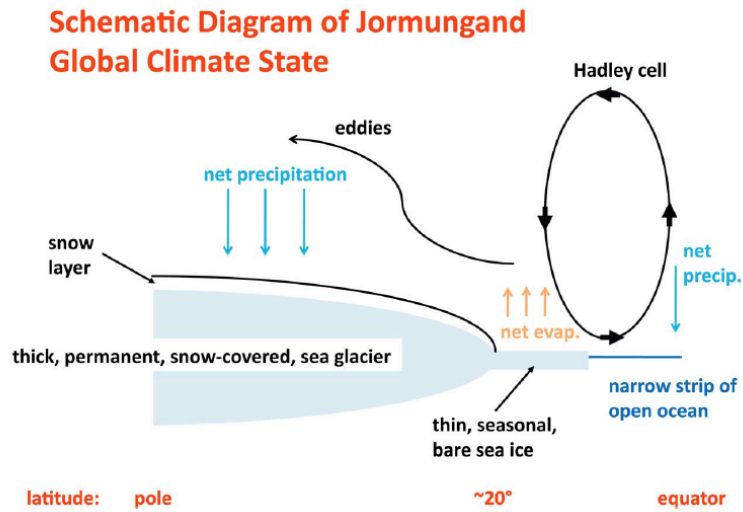 Schematic Diagram of Jormungand
Global Climate State
Hadley cell
eddies
net precipitation
snow
layer
net
precip.
net evap.
thick, permanent, snow-covered, sea glacier
narrow strip of
open ocean
thin, seasonal,
bare sea ice
latitude: pole ~20° equator